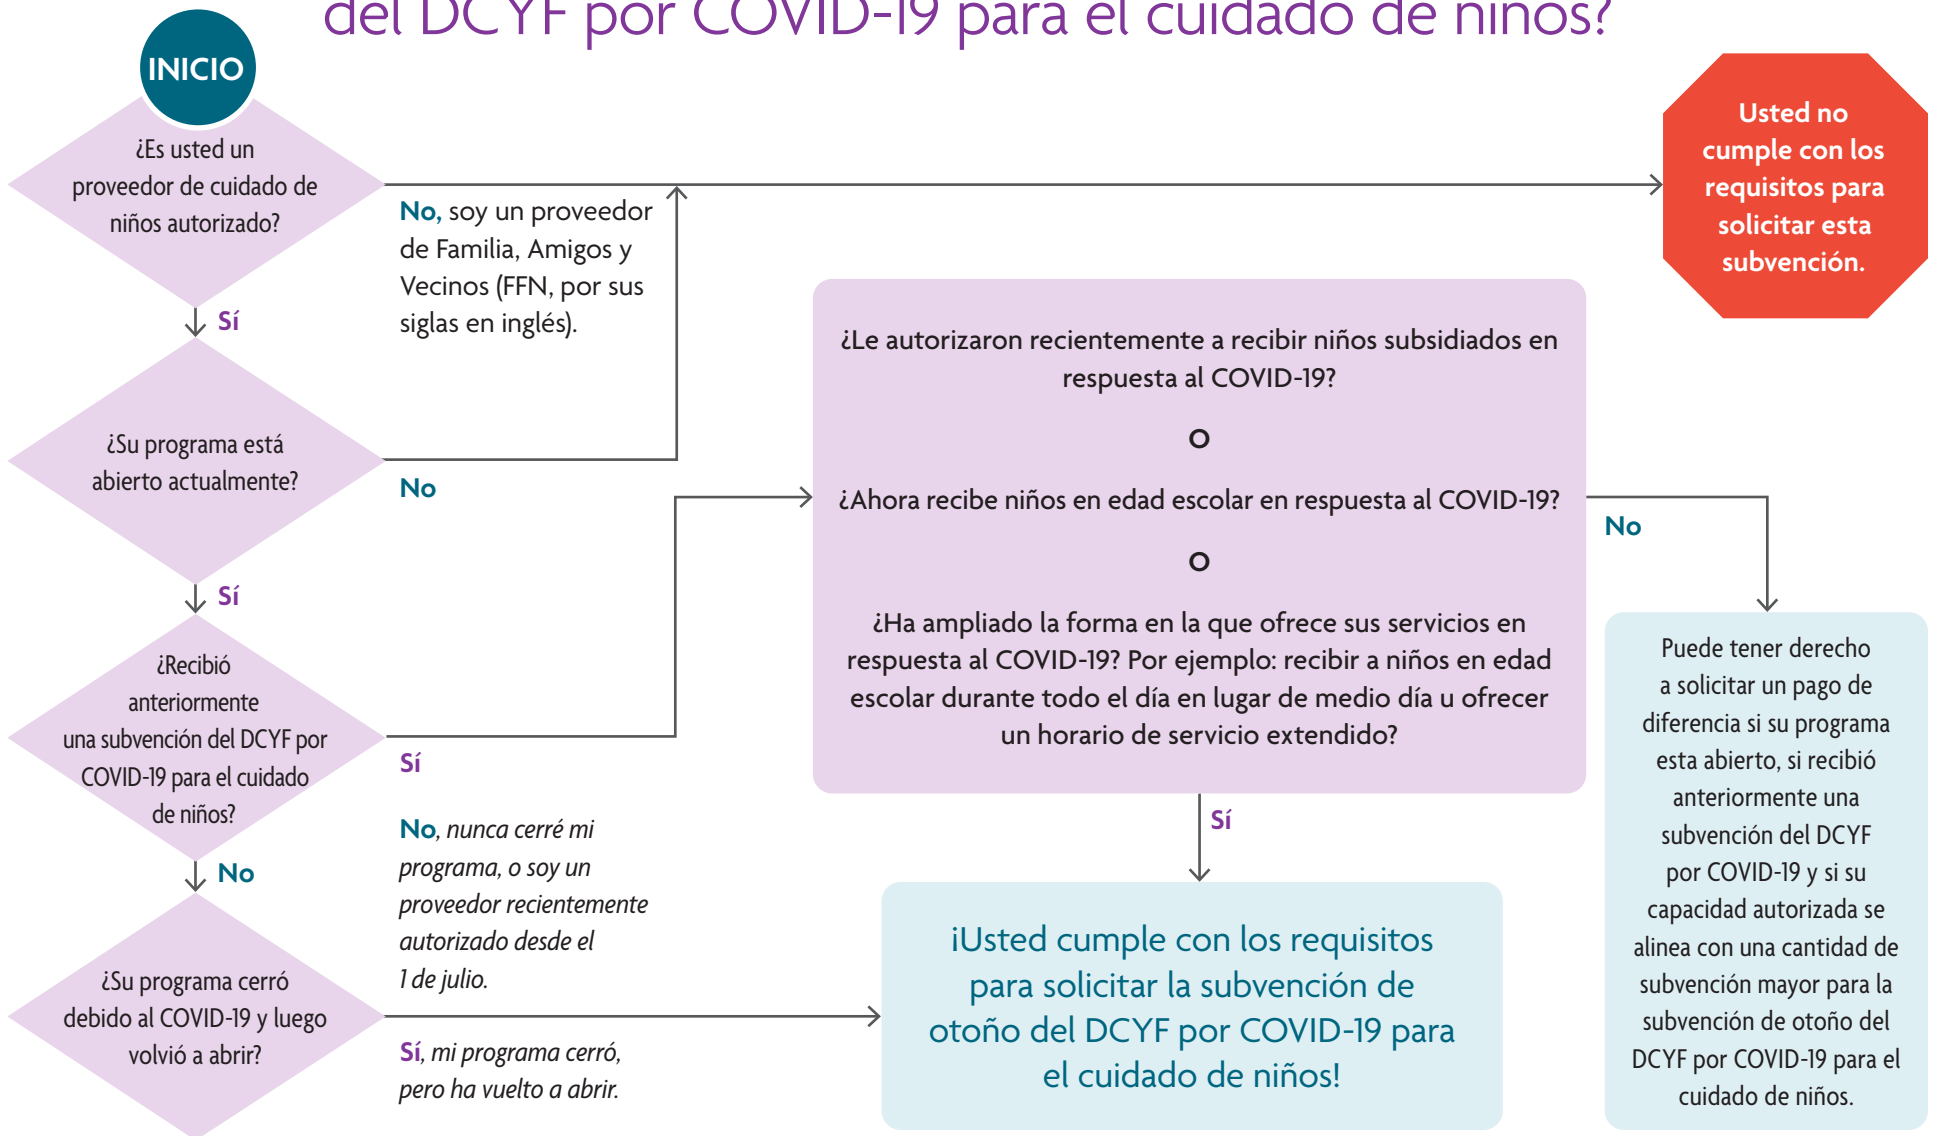 del DCYF por COVID-19 para el cuidado de niños?
INICIO
¿Es usted un
proveedor de cuidado de
niños autorizado?
No, soy un proveedor
de Familia, Amigos y
Vecinos (FFN, por sus
siglas en inglés).
Usted no
cumple con los
requisitos para
solicitar esta
subvención.
Sí
¿Su programa está
abierto actualmente?
No
Sí
¿Recibió
anteriormente
una subvención del DCYF por
COVID-19 para el cuidado
de niños?
Sí
No
¿Le autorizaron recientemente a recibir niños subsidiados en
respuesta al COVID-19?
O
¿Ahora recibe niños en edad escolar en respuesta al COVID-19?
O
¿Ha ampliado la forma en la que ofrece sus servicios en
respuesta al COVID-19? Por ejemplo: recibir a niños en edad
escolar durante todo el día en lugar de medio día u ofrecer
un horario de servicio extendido?
No
Puede tener derecho
a solicitar un pago de
diferencia si su programa
esta abierto, si recibió
anteriormente una
subvención del DCYF
por COVID-19 y si su
capacidad autorizada se
alinea con una cantidad de
subvención mayor para la
subvención de otoño del
DCYF por COVID-19 para el
cuidado de niños.
Sí
¿Su programa cerró
debido al COVID-19 y luego
volvió a abrir?
No, nunca cerré mi
programa, o soy un
proveedor recientemente
autorizado desde el
1 de julio.
Sí, mi programa cerró,
pero ha vuelto a abrir.
¡Usted cumple con los requisitos
para solicitar la subvención de
otoño del DCYF por COVID-19 para
el cuidado de niños!